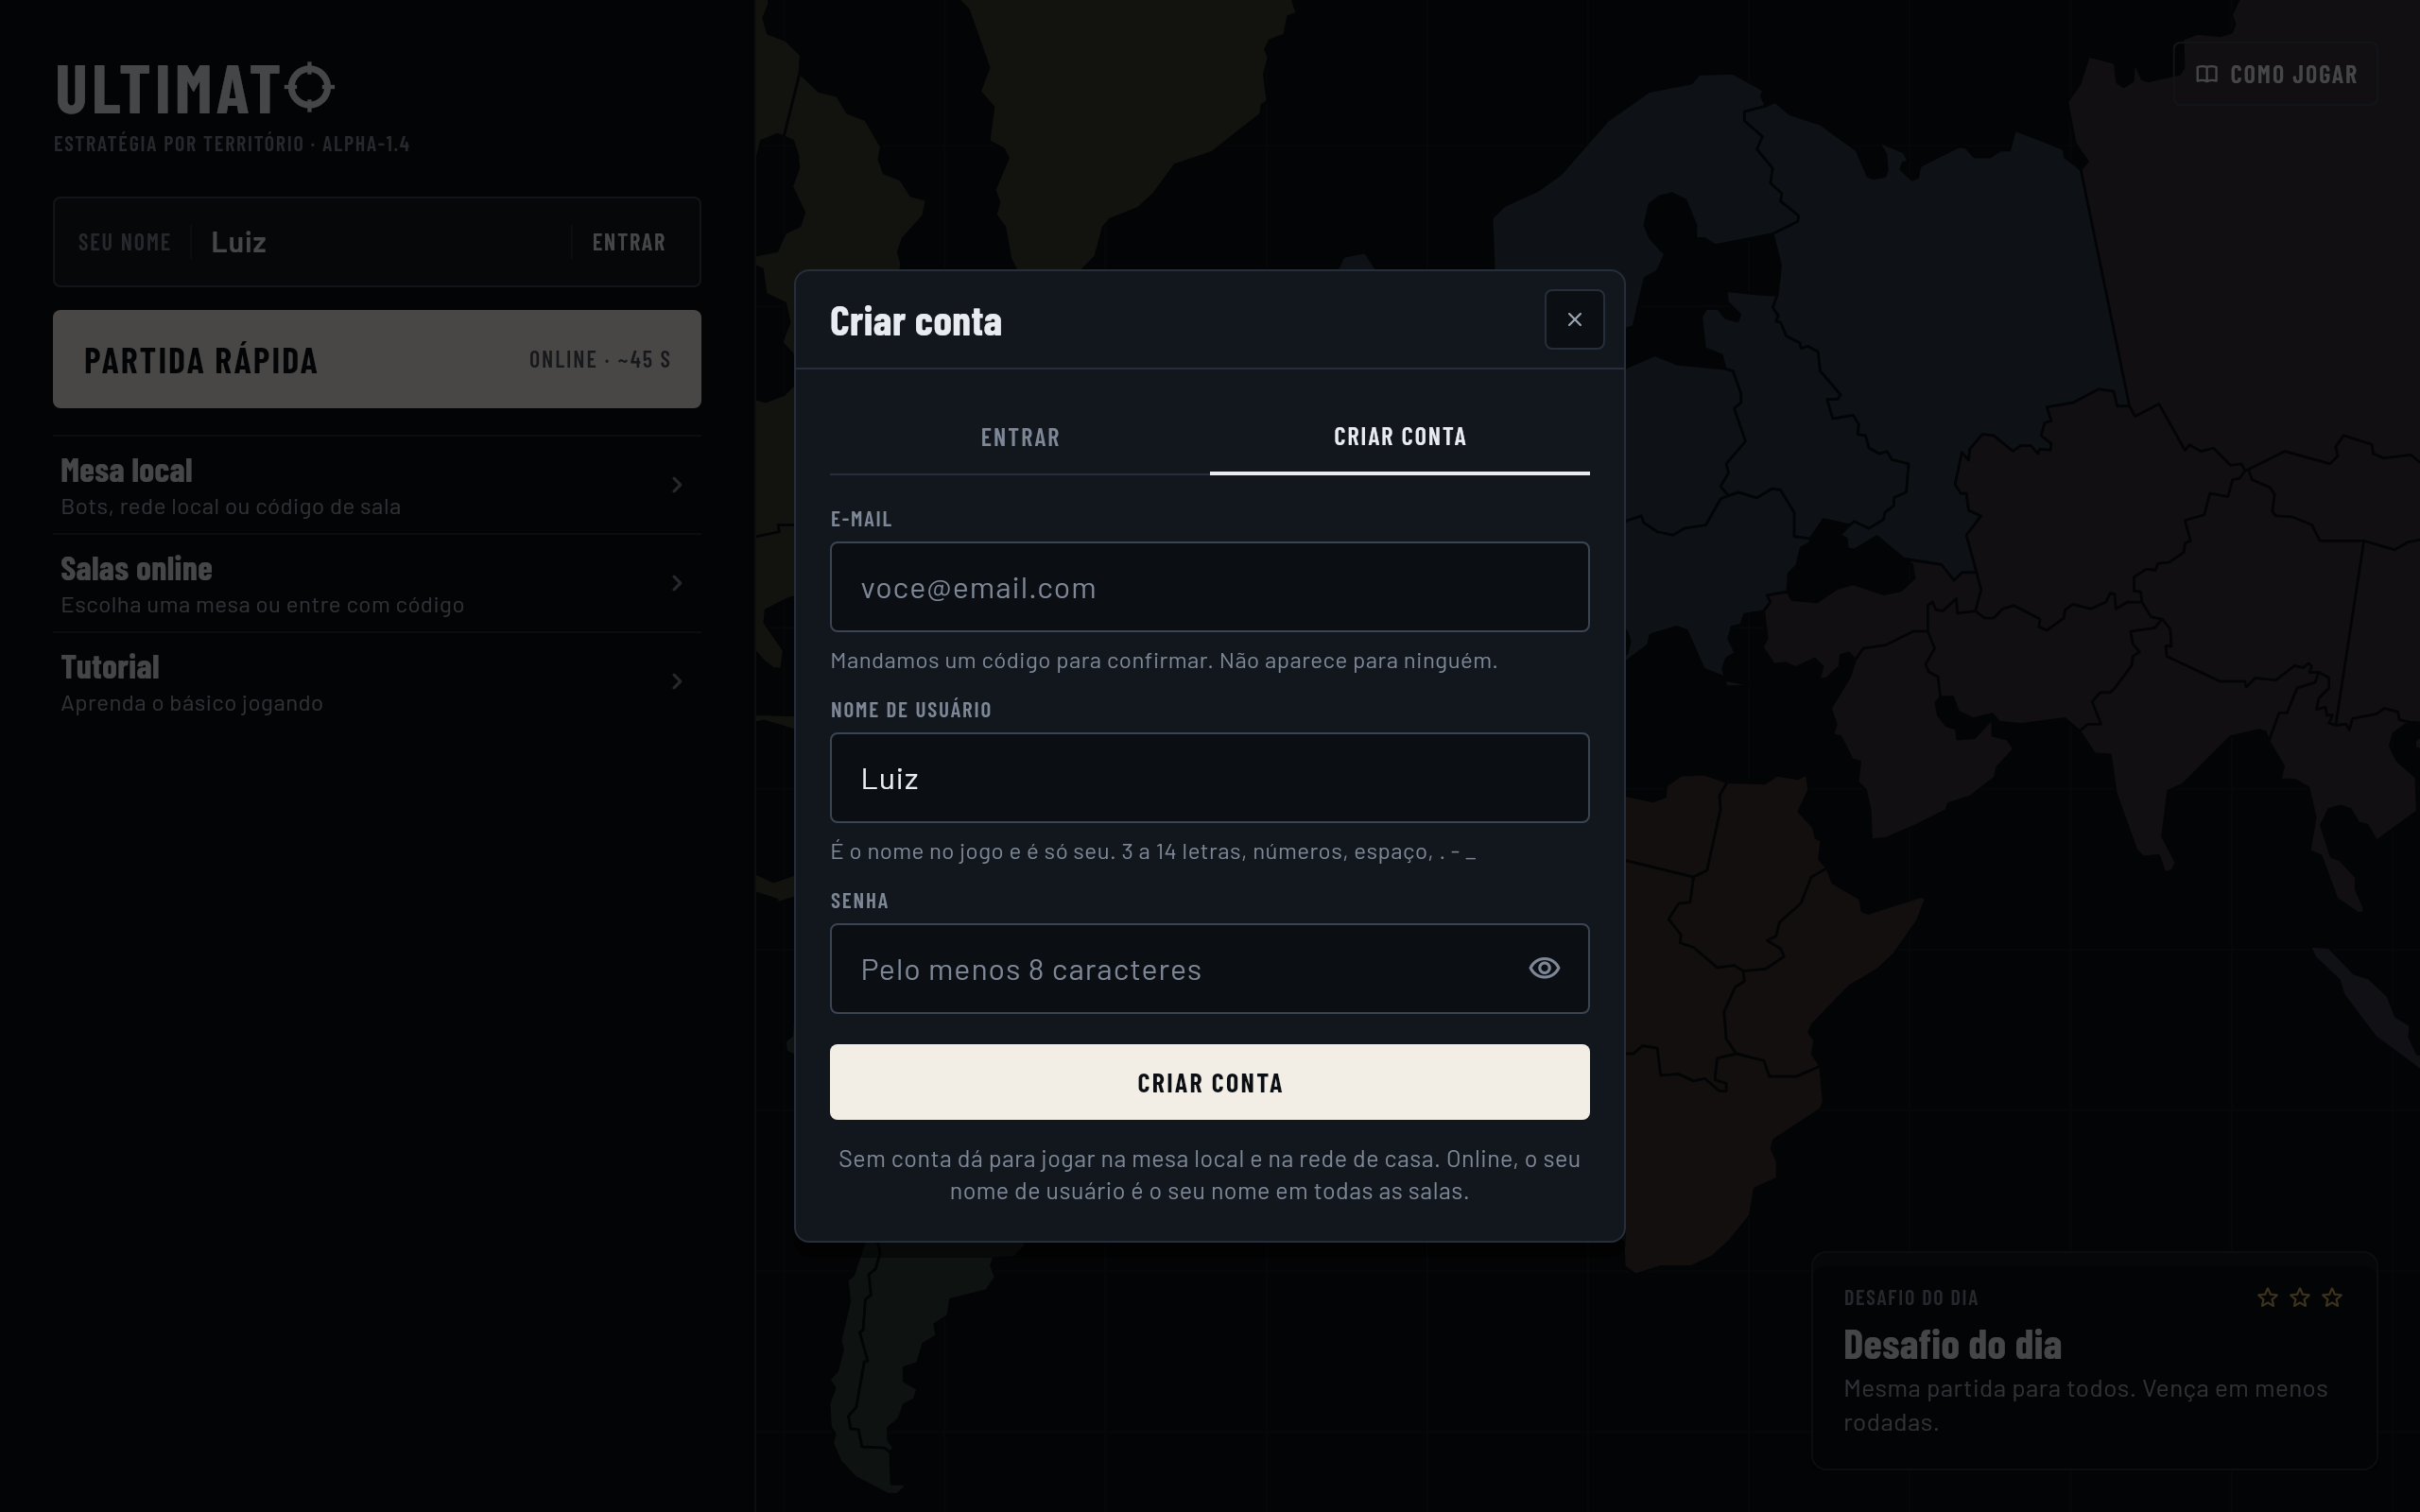 ULTIMATO
ESTRATÉGIA POR TERRITÓRIO · ALPHA-1.4
SEU NOME
Luiz
ENTRAR
PARTIDA RÁPIDA
ONLINE · ~45 S
Mesa local
Bots, rede local ou código de sala
Salas online
Escolha uma mesa ou entre com código
Tutorial
Aprenda o básico jogando
COMO JOGAR
Criar conta
ENTRAR
CRIAR CONTA
E-MAIL
voce@email.com
Mandamos um código para confirmar. Não aparece para ninguém.
NOME DE USUÁRIO
Luiz
É o nome no jogo e é só seu. 3 a 14 letras, números, espaço, . - _
SENHA
Pelo menos 8 caracteres
CRIAR CONTA
Sem conta dá para jogar na mesa local e na rede de casa. Online, o seu
nome de usuário é o seu nome em todas as salas.
DESAFIO DO DIA
Desafio do dia
Mesma partida para todos. Vença em menos
rodadas.